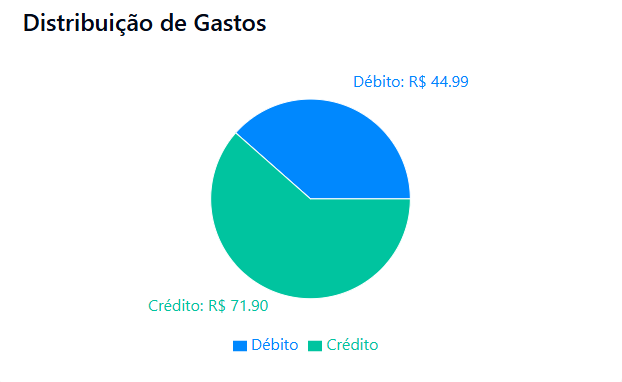 Distribuição de Gastos
Débito: R$ 44.99
Crédito: R$ 71.90
Débito Crédito